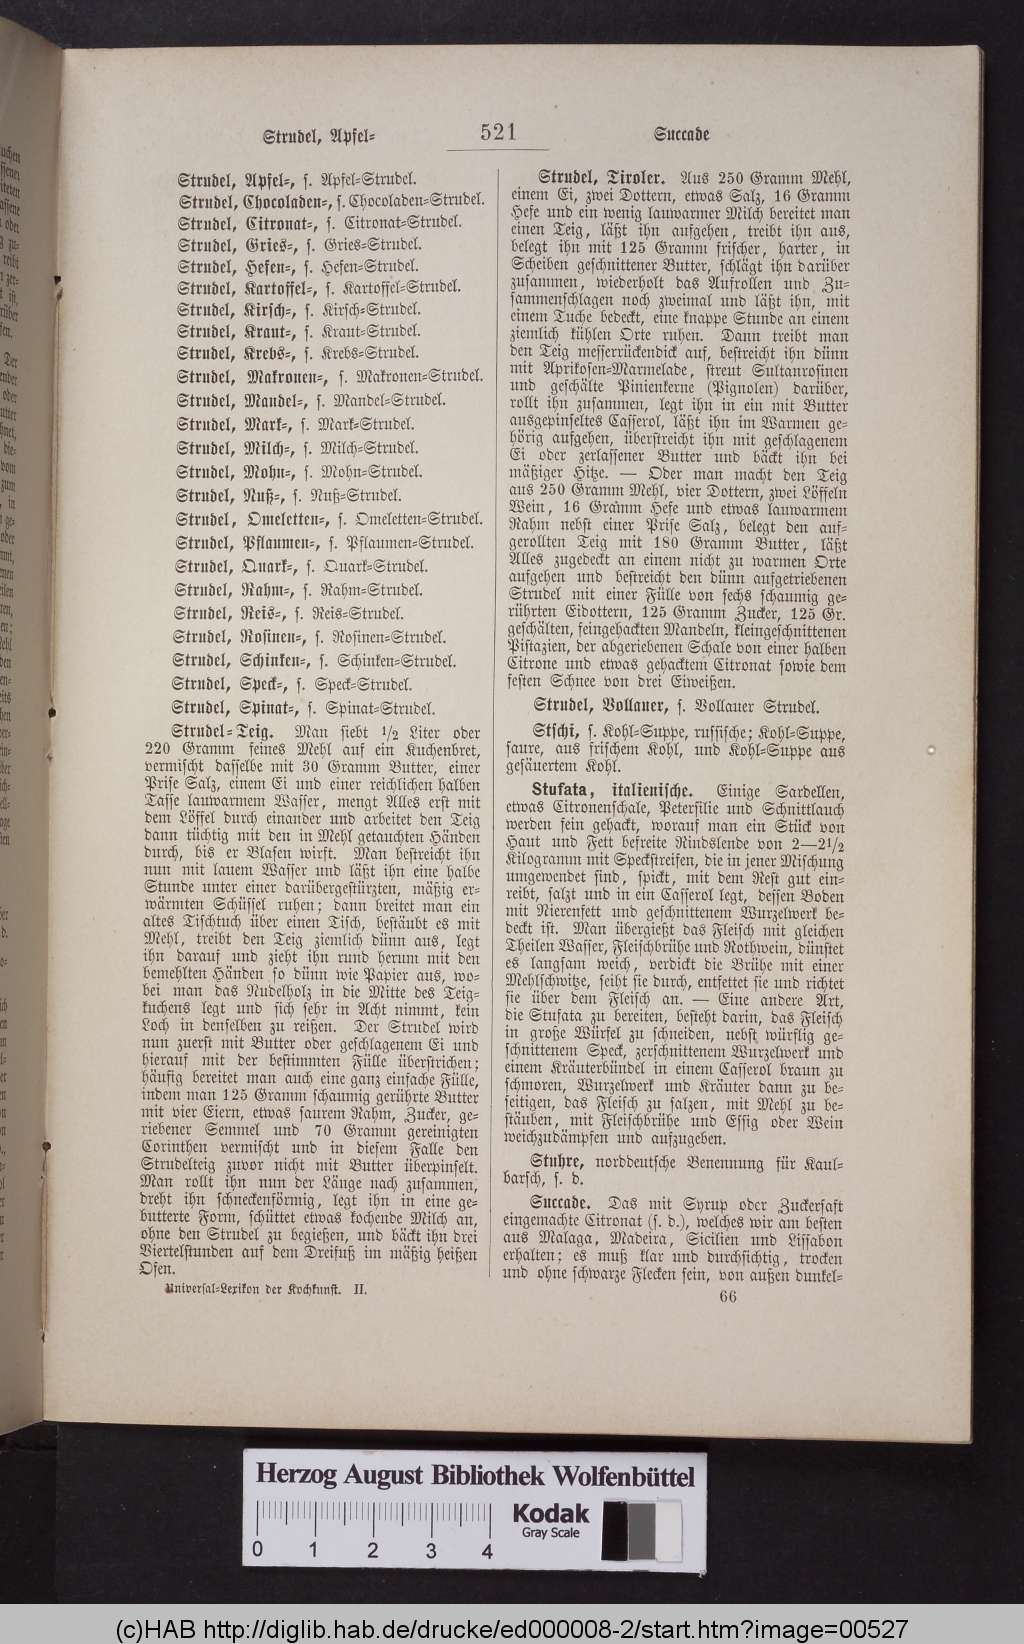 Strudel, Apfel=
521
Succade
Strudel, Apfel=, s. Apfel=Strudel.
Strudel, Chocoladen=, s. Chocoladen=Strudel.
Strudel, Citronat=, s. Citronat=Strudel.
Strudel, Gries=, s. Gries=Strudel.
Strudel, Hefen=, s. Hefen=Strudel.
Strudel, Kartoffel=, s. Kartoffel=Strudel.
Strudel, Kirsch=, s. Kirsch=Strudel.
Strudel, Kraut=, s. Kraut=Strudel.
Strudel, Krebs=, s. Krebs=Strudel.
Strudel, Makronen=, s. Makronen=Strudel.
Strudel, Mandel=, s. Mandel=Strudel.
Strudel, Mark=, s. Mark=Strudel.
Strudel, Milch=, s. Milch=Strudel.
Strudel, Mohn=, s. Mohn=Strudel.
Strudel, Nuß=, s. Nuß=Strudel.
Strudel, Omeletten=, s. Omeletten=Strudel.
Strudel, Pflaumen=, s. Pflaumen=Strudel.
Strudel, Quark=, s. Quark=Strudel.
Strudel, Rahm=, s. Rahm=Strudel.
Strudel, Reis=, s. Reis=Strudel.
Strudel, Rosinen=, s. Rosinen=Strudel.
Strudel, Schinken=, s. Schinken=Strudel.
Strudel, Speck=, s. Speck=Strudel.
Strudel, Spinat=, s. Spinat=Strudel.
Strudel=Teig. Man siebt 1/2 Liter oder
220 Gramm feines Mehl auf ein Kuchenbret,
vermischt dasselbe mit 30 Gramm Butter, einer
Prise Salz, einem Ei und einer reichlichen halben
Tasse lauwarmem Wasser, mengt Alles erst mit
dem Löffel durch einander und arbeitet den Teig
dann tüchtig mit den in Mehl getauchten Händen
durch, bis er Blasen wirft. Man bestreicht ihn
nun mit lauem Wasser und läßt ihn eine halbe
Stunde unter einer darübergestürzten, mäßig er=
wärmten Schüssel ruhen; dann breitet man ein
altes Tischtuch über einen Tisch, bestäubt es mit
Mehl, treibt den Teig ziemlich dünn aus, legt
ihn darauf und zieht ihn rund herum mit den
bemehlten Händen so dünn wie Papier aus, wo=
bei man das Nudelholz in die Mitte des Teig=
kuchens legt und sich sehr in Acht nimmt, kein
Loch in denselben zu reißen. Der Strudel wird
nun zuerst mit Butter oder geschlagenem Ei und
hierauf mit der bestimmten Fülle überstrichen;
häufig bereitet man auch eine ganz einfache Fülle,
indem man 125 Gramm schaumig gerührte Butter
mit vier Eiern, etwas saurem Rahm, Zucker, ge=
riebener Semmel und 70 Gramm gereinigten
Corinthen vermischt und in diesem Falle den
Strudelteig zuvor nicht mit Butter überpinselt.
Man rollt ihn nun der Länge nach zusammen,
dreht ihn schneckenförmig, legt ihn in eine ge=
butterte Form, schüttet etwas kochende Milch an,
ohne den Strudel zu begießen, und bäckt ihn drei
Viertelstunden auf dem Dreifuß im mäßig heißen
Ofen.
Universal=Lexikon der Kochkunst. II.
Strudel, Tiroler. Aus 250 Gramm Mehl,
einem Ei, zwei Dottern, etwas Salz, 16 Gramm
Hefe und ein wenig lauwarmer Milch bereitet man
einen Teig, läßt ihn aufgehen, treibt ihn aus,
belegt ihn mit 125 Gramm frischer, harter, in
Scheiben geschnittener Butter, schlägt ihn darüber
zusammen, wiederholt das Aufrollen und Zu=
sammenschlagen noch zweimal und läßt ihn, mit
einem Tuche bedeckt, eine knappe Stunde an einem
ziemlich kühlen Orte ruhen. Dann treibt man
den Teig messerrückendick auf, bestreicht ihn dünn
mit Aprikosen=Marmelade, streut Sultanrosinen
und geschälte Pinienkerne (Pignolen) darüber,
rollt ihn zusammen, legt ihn in ein mit Butter
ausgepinseltes Casserol, läßt ihn im Warmen ge=
hörig aufgehen, überstreicht ihn mit geschlagenem
Ei oder zerlassener Butter und bäckt ihn bei
mäßiger Hitze. — Oder man macht den Teig
aus 250 Gramm Mehl, vier Dottern, zwei Löffeln
Wein, 16 Gramm Hefe und etwas lauwarmem
Rahm nebst einer Prise Salz, belegt den auf=
gerollten Teig mit 180 Gramm Butter, läßt
Alles zugedeckt an einem nicht zu warmen Orte
aufgehen und bestreicht den dünn aufgetriebenen
Strudel mit einer Fülle von sechs schaumig ge=
rührten Eidottern, 125 Gramm Zucker, 125 Gr.
geschälten, feingehackten Mandeln, kleingeschnittenen
Pistazien, der abgeriebenen Schale von einer halben
Citrone und etwas gehacktem Citronat sowie dem
festen Schnee von drei Eiweißen.
Strudel, Vollauer, s. Vollauer Strudel.
Stschi, s. Kohl=Suppe, russische; Kohl=Suppe,
saure, aus frischem Kohl, und Kohl=Suppe aus
gesäuertem Kohl.
Stufata, italienische. Einige Sardellen,
etwas Citronenschale, Petersilie und Schnittlauch
werden fein gehackt, worauf man ein Stück von
Haut und Fett befreite Rindslende von 2—21/2
Kilogramm mit Speckstreifen, die in jener Mischung
umgewendet sind, spickt, mit dem Rest gut ein=
reibt, salzt und in ein Casserol legt, dessen Boden
mit Nierenfett und geschnittenem Wurzelwerk be=
deckt ist. Man übergießt das Fleisch mit gleichen
Theilen Wasser, Fleischbrühe und Rothwein, dünstet
es langsam weich, verdickt die Brühe mit einer
Mehlschwitze, seiht sie durch, entfettet sie und richtet
sie über dem Fleisch an. — Eine andere Art,
die Stufata zu bereiten, besteht darin, das Fleisch
in große Würfel zu schneiden, nebst würflig ge=
schnittenem Speck, zerschnittenem Wurzelwerk und
einem Kräuterbündel in einem Casserol braun zu
schmoren, Wurzelwerk und Kräuter dann zu be=
seitigen, das Fleisch zu salzen, mit Mehl zu be=
stäuben, mit Fleischbrühe und Essig oder Wein
weichzudämpfen und aufzugeben.
Stuhre, norddeutsche Benennung für Kaul=
barsch, s. d.
Succade. Das mit Syrup oder Zuckersaft
eingemachte Citronat (s. d.), welches wir am besten
aus Malaga, Madeira, Sicilien und Lissabon
erhalten; es muß klar und durchsichtig, trocken
und ohne schwarze Flecken sein, von außen dunkel=
66
Herzog August Bibliothek Wolfenbüttel
Kodak
Gray Scale
0 1 2 3 4
(c)HAB http://diglib.hab.de/drucke/ed000008-2/start.htm?image=00527